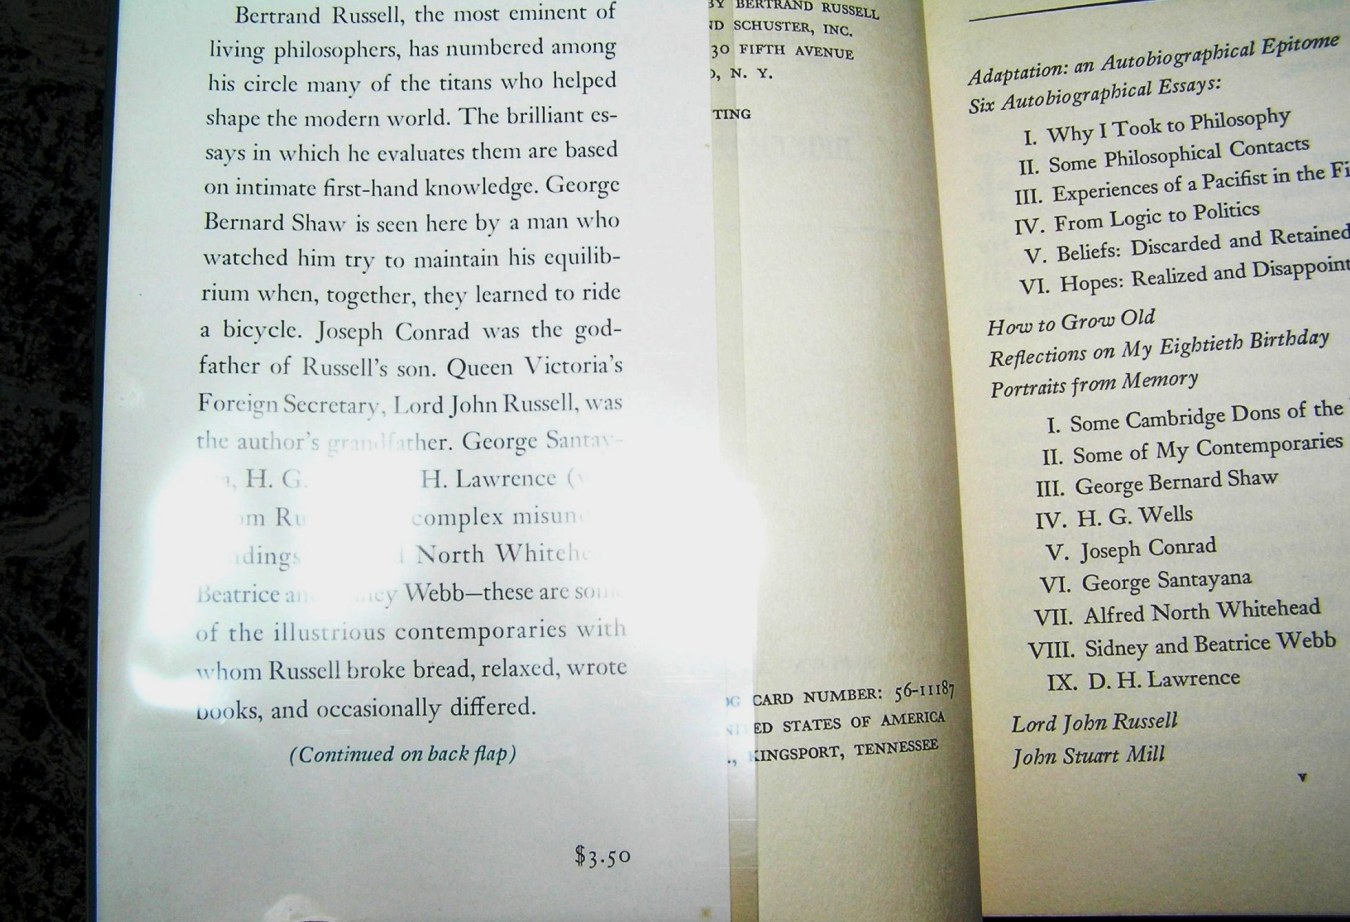 Bertrand Russell, the most eminent of
living philosophers, has numbered among
his circle many of the titans who helped
shape the modern world. The brilliant es-
says in which he evaluates them are based
on intimate first-hand knowledge. George
Bernard Shaw is seen here by a man who
watched him try to maintain his equilib-
rium when, together, they learned to ride
a bicycle. Joseph Conrad was the god-
father of Russell's son. Queen Victoria's
Foreign Secretary, Lord John Russell, was
the author's grandfather. George Santay-
H. G. H. Lawrence
complex
North
Beatrice Webb—these are
of the illustrious contemporaries with
whom Russell broke bread, relaxed, wrote
books, and occasionally differed.
(Continued on back flap)
$3.50
BY BERTRAND RUSSELL
SCHUSTER, INC.
30 FIFTH AVENUE
N. Y.
CARD NUMBER: 56-11187
STATES OF AMERICA
KINGSPORT, TENNESSEE
Adaptation: an Autobiographical Epitome
Six Autobiographical Essays:
I. Why I Took to Philosophy
II. Some Philosophical Contacts
III. Experiences of a Pacifist in the
IV. From Logic to Politics
V. Beliefs: Discarded and Retained
VI. Hopes: Realized and
How to Grow Old
Reflections on My Eightieth Birthday
Portraits from Memory
I. Some Cambridge Dons of the
II. Some of My Contemporaries
III. George Bernard Shaw
IV. H. G. Wells
V. Joseph Conrad
VI. George Santayana
VII. Alfred North Whitehead
VIII. Sidney and Beatrice Webb
IX. D. H. Lawrence
Lord John Russell
John Stuart Mill